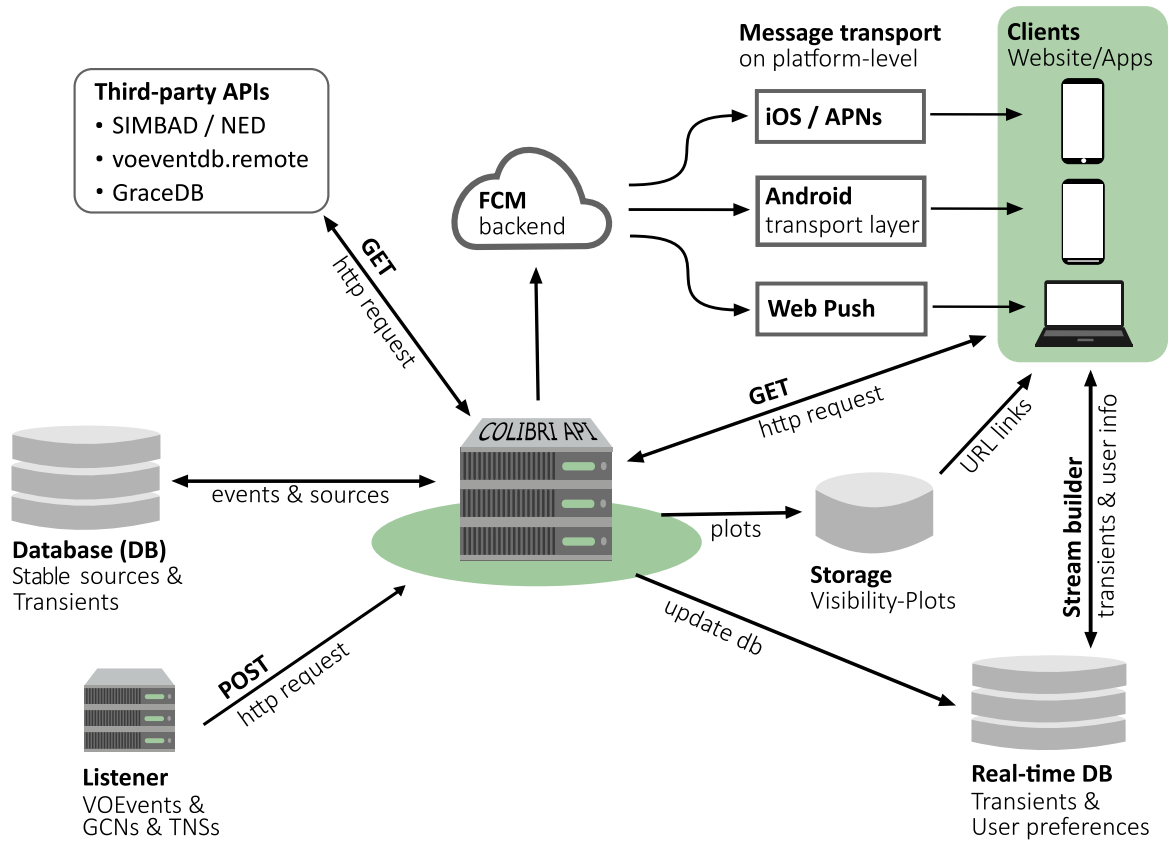 Message transport
on platform-level
Clients
Website/Apps
Third-party APIs
• SIMBAD / NED
• voeventdb.remote
• GraceDB
iOS / APNs
FCM
backend
Android
transport layer
Web Push
GET
http request
GET
http request
COLIBRI API
URL links
Stream builder
transients & user info
events & sources
plots
Database (DB)
Stable sources &
Transients
Storage
Visibility-Plots
update db
POST
http request
Listener
VOEvents &
GCNs & TNSs
Real-time DB
Transients &
User preferences